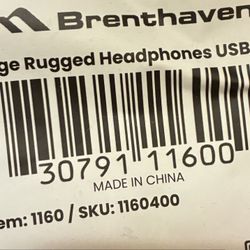 Brenthaven
ge Rugged Headphones USB
30791 11600
MADE IN CHINA
em: 1160 / SKU: 1160400